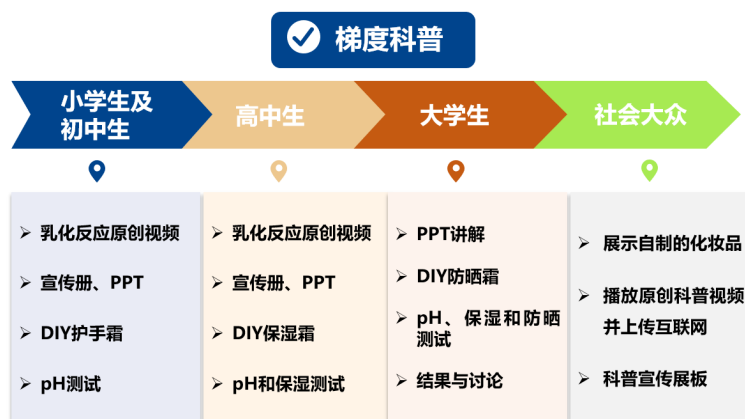 梯度科普
小学生及
初中生
高中生
大学生
社会大众
乳化反应原创视频
宣传册、PPT
DIY护手霜
pH测试
乳化反应原创视频
宣传册、PPT
DIY保湿霜
pH和保湿测试
PPT讲解
DIY防晒霜
pH、保湿和防晒
测试
结果与讨论
展示自制的化妆品
播放原创科普视频
并上传互联网
科普宣传展板